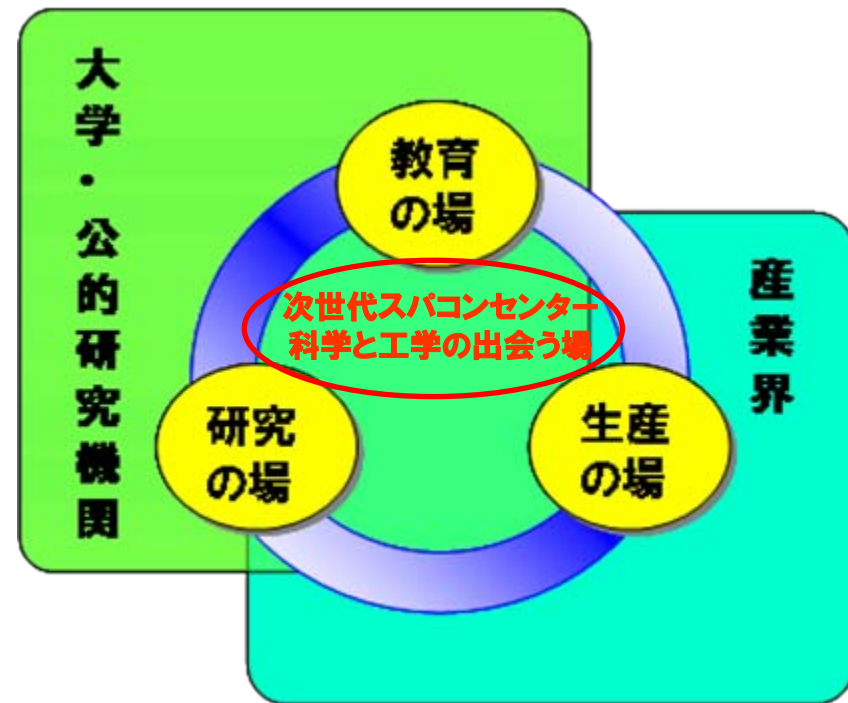 大学・公的研究機関
教育
の場
次世代スパコンセンター
科学と工学の出会う場
産業界
研究
の場
生産
の場